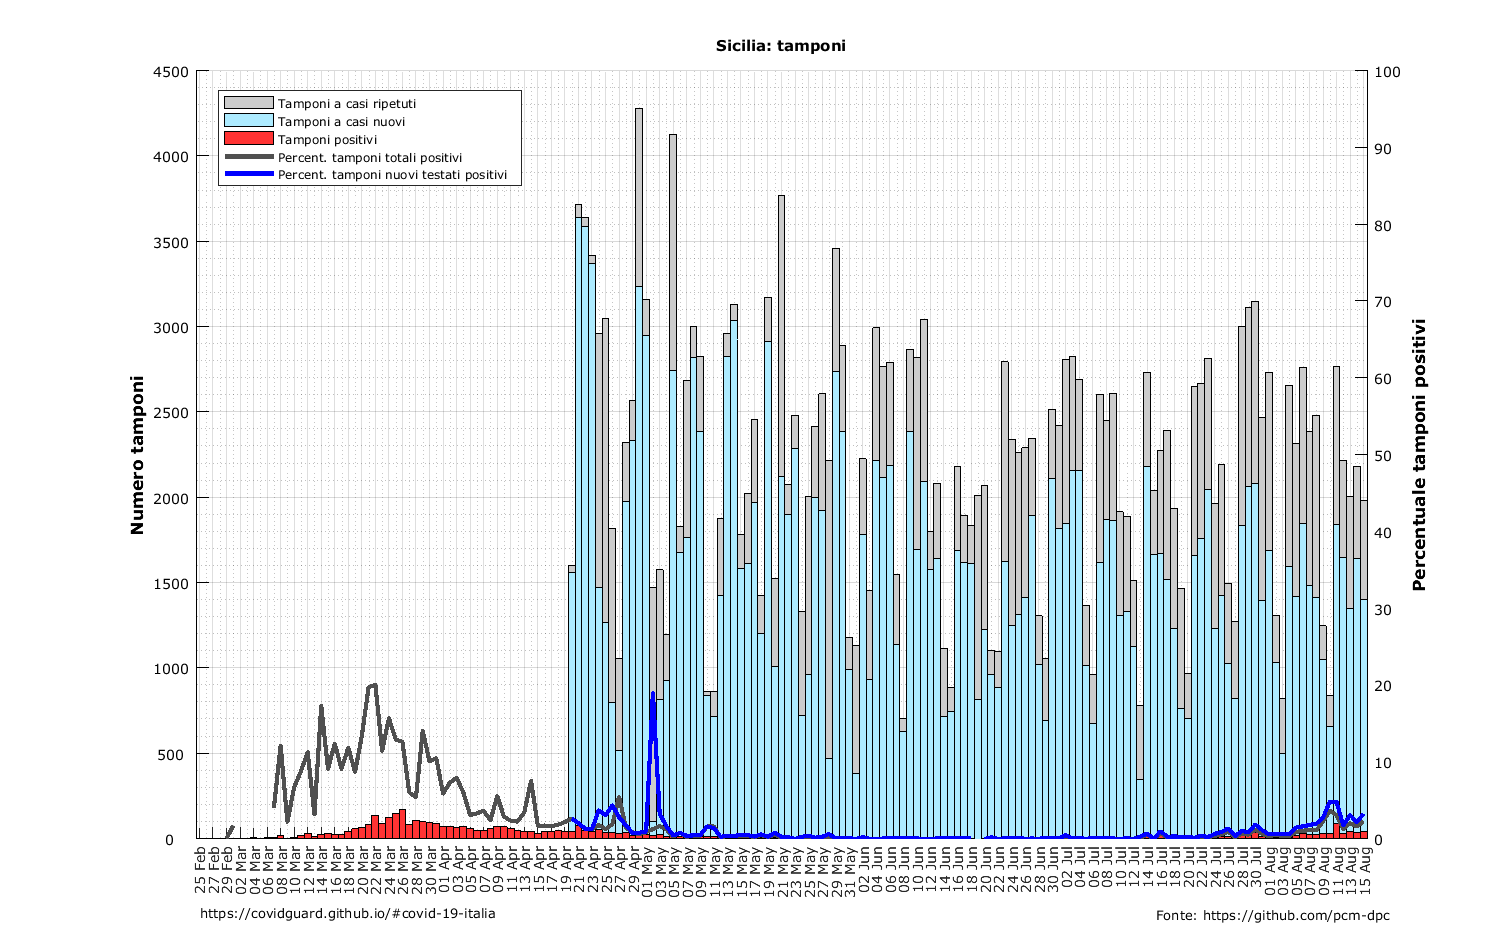 Sicilia: tamponi
Tamponi a casi ripetuti
Tamponi a casi nuovi
Tamponi positivi
Percent. tamponi totali positivi
Percent. tamponi nuovi testati positivi
Numero tamponi
4500
4000
3500
3000
2500
2000
1500
1000
500
0
Percentuale tamponi positivi
100
90
80
70
60
50
40
30
20
10
0
25 Feb
27 Feb
29 Feb
02 Mar
04 Mar
06 Mar
08 Mar
10 Mar
12 Mar
14 Mar
16 Mar
18 Mar
20 Mar
22 Mar
24 Mar
26 Mar
28 Mar
30 Mar
01 Apr
03 Apr
05 Apr
07 Apr
09 Apr
11 Apr
13 Apr
15 Apr
17 Apr
19 Apr
21 Apr
23 Apr
25 Apr
27 Apr
29 Apr
01 May
03 May
05 May
07 May
09 May
11 May
13 May
15 May
17 May
19 May
21 May
23 May
25 May
27 May
29 May
31 May
02 Jun
04 Jun
06 Jun
08 Jun
10 Jun
12 Jun
14 Jun
16 Jun
18 Jun
20 Jun
22 Jun
24 Jun
26 Jun
28 Jun
30 Jun
02 Jul
04 Jul
06 Jul
08 Jul
10 Jul
12 Jul
14 Jul
16 Jul
18 Jul
20 Jul
22 Jul
24 Jul
26 Jul
28 Jul
30 Jul
01 Aug
03 Aug
05 Aug
07 Aug
09 Aug
11 Aug
13 Aug
15 Aug
https://covidguard.github.io/#covid-19-italia
Fonte: https://github.com/pcm-dpc